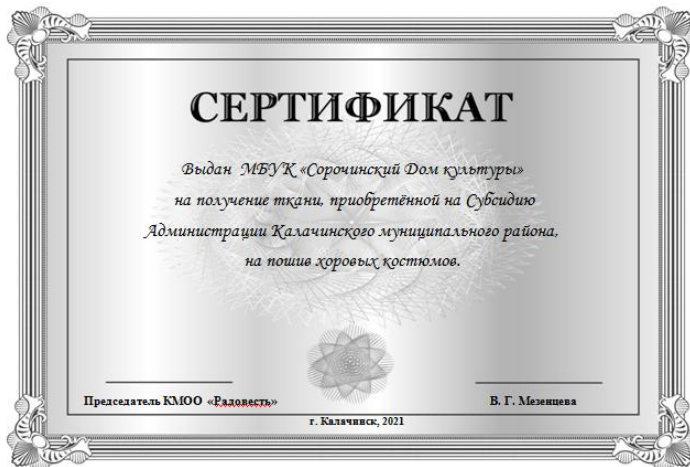 СЕРТИФИКАТ
Выдан МБУК «Сорочинский Дом культуры»
на получение ткани, приобретённой на Субсидию
Администрации Калачинского муниципального района,
на пошив хоровых костюмов.
Председатель КМОО «Радовесть»
В. Г. Мезенцева
г. Калачинск, 2021